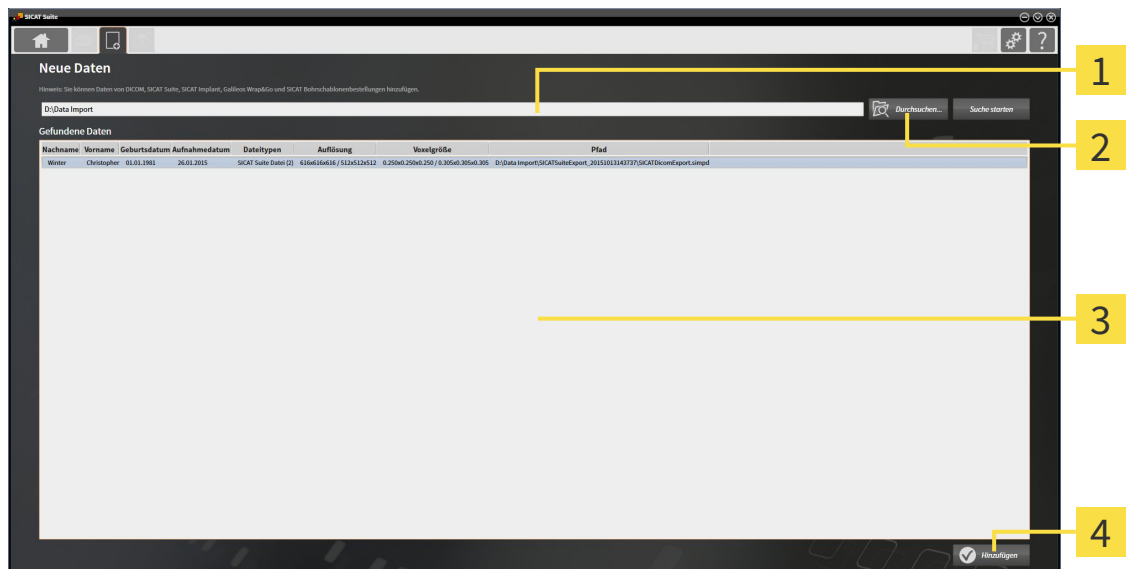 SICAT Suite
?
Neue Daten
Hinweis: Sie können Daten von DICOM, SICAT Suite, SICAT Implant, Galileos Wrap&Go und SICAT Bohrschablonenbestellungen hinzufügen.
D:\Data Import
Durchsuchen...
Suche starten
Gefundene Daten
Nachname Vorname Geburtsdatum Aufnahmedatum Dateitypen Auflösung Voxelgröße Pfad
Winter Christopher 01.01.1981 26.01.2015 SICAT Suite Datei (2) 616x616x616 / 512x512x512 0.250x0.250x0.250 / 0.305x0.305x0.305 D:\Data Import\SICATSuiteExport_20151013143737\SICATDicomExport.simpd
Hinzufügen
1
2
3
4